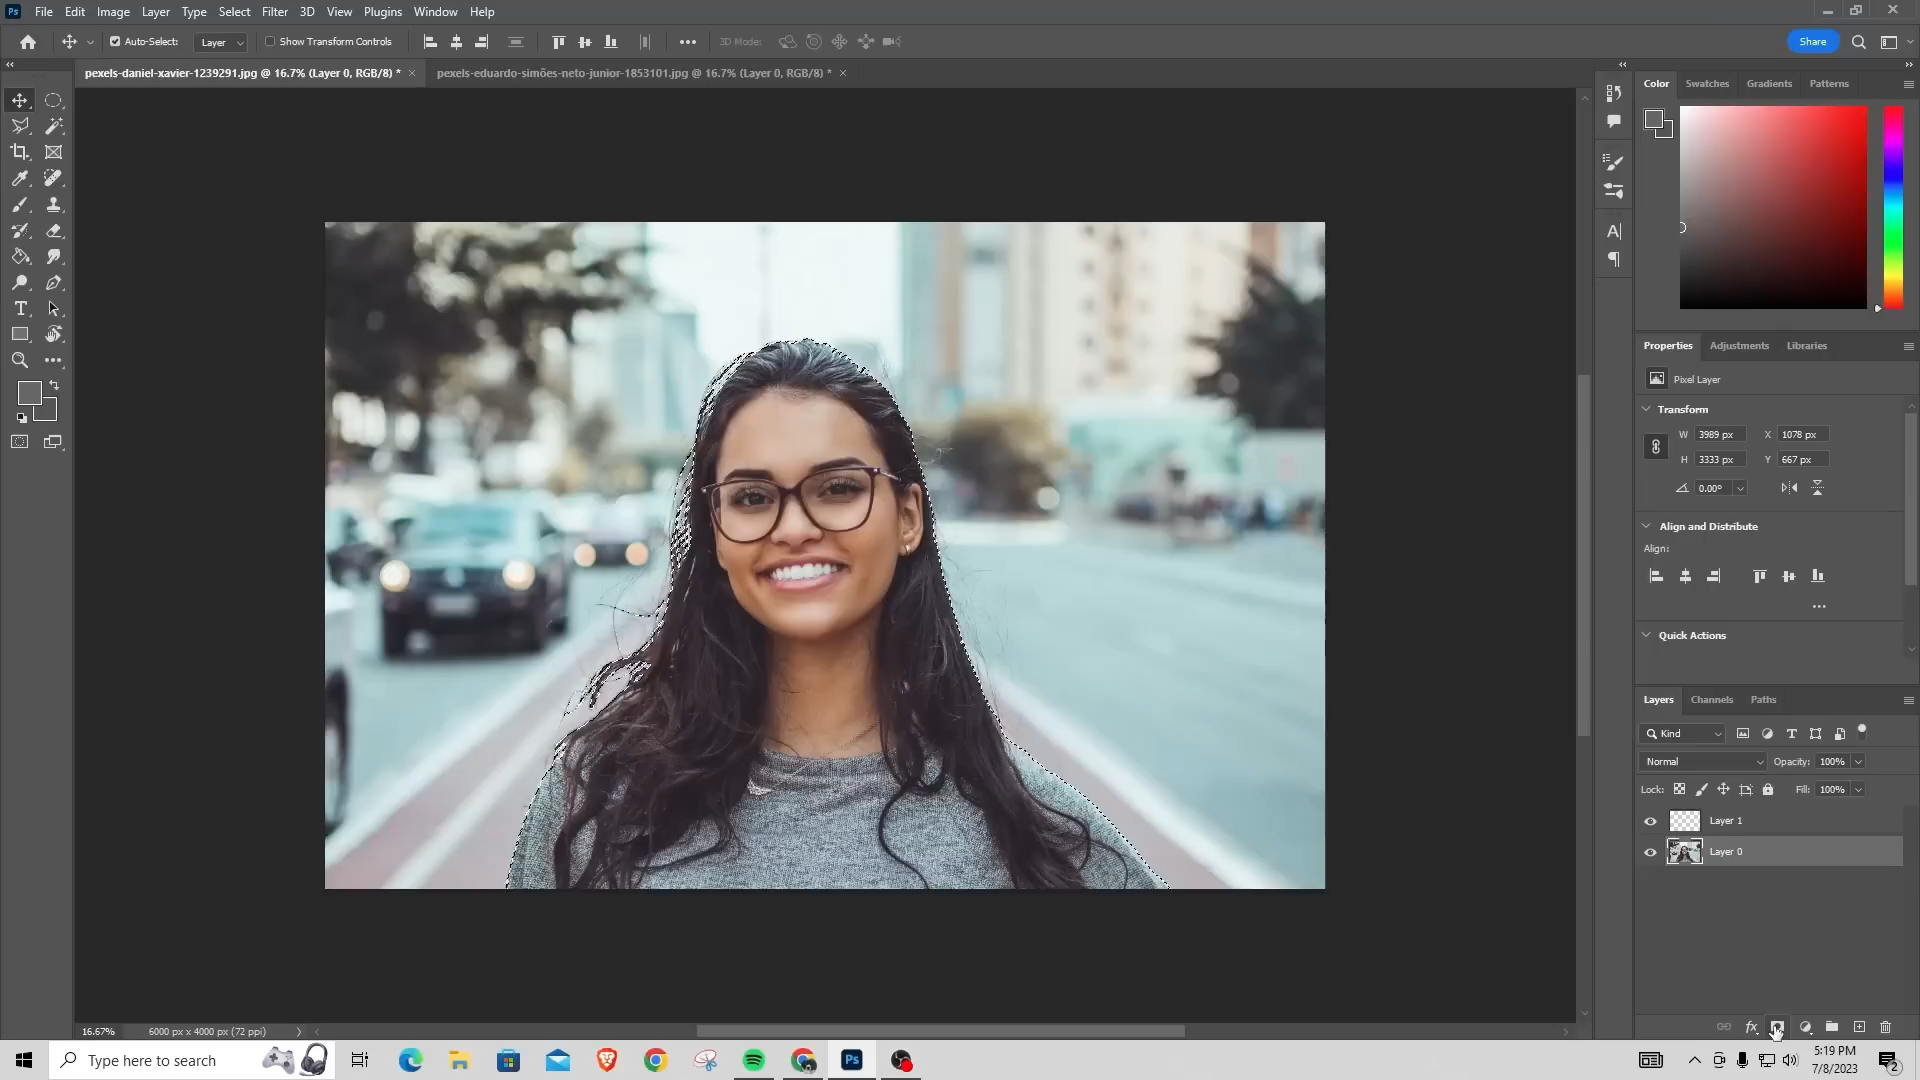 Ps File Edit Image Layer Type Select Filter 3D View Plugins Window Help
Auto-Select: Layer Show Transform Controls 3D Mode: Share
pexels-daniel-xavier-1239291.jpg @ 16.7% (Layer 0, RGB/8) * pexels-eduardo-simões-neto-junior-1853101.jpg @ 16.7% (Layer 0, RGB/8) *
Color Swatches Gradients Patterns
Properties Adjustments Libraries
Pixel Layer
Transform
W 3989 px X 1078 px
H 3333 px Y 667 px
0.00°
Align and Distribute
Align:
Quick Actions
Layers Channels Paths
Kind
Normal Opacity: 100%
Lock: Fill: 100%
Layer 1
Layer 0
fx
16.67% 6000 px x 4000 px (72 ppi)
Type here to search
Ps
5:19 PM
7/8/2023
2